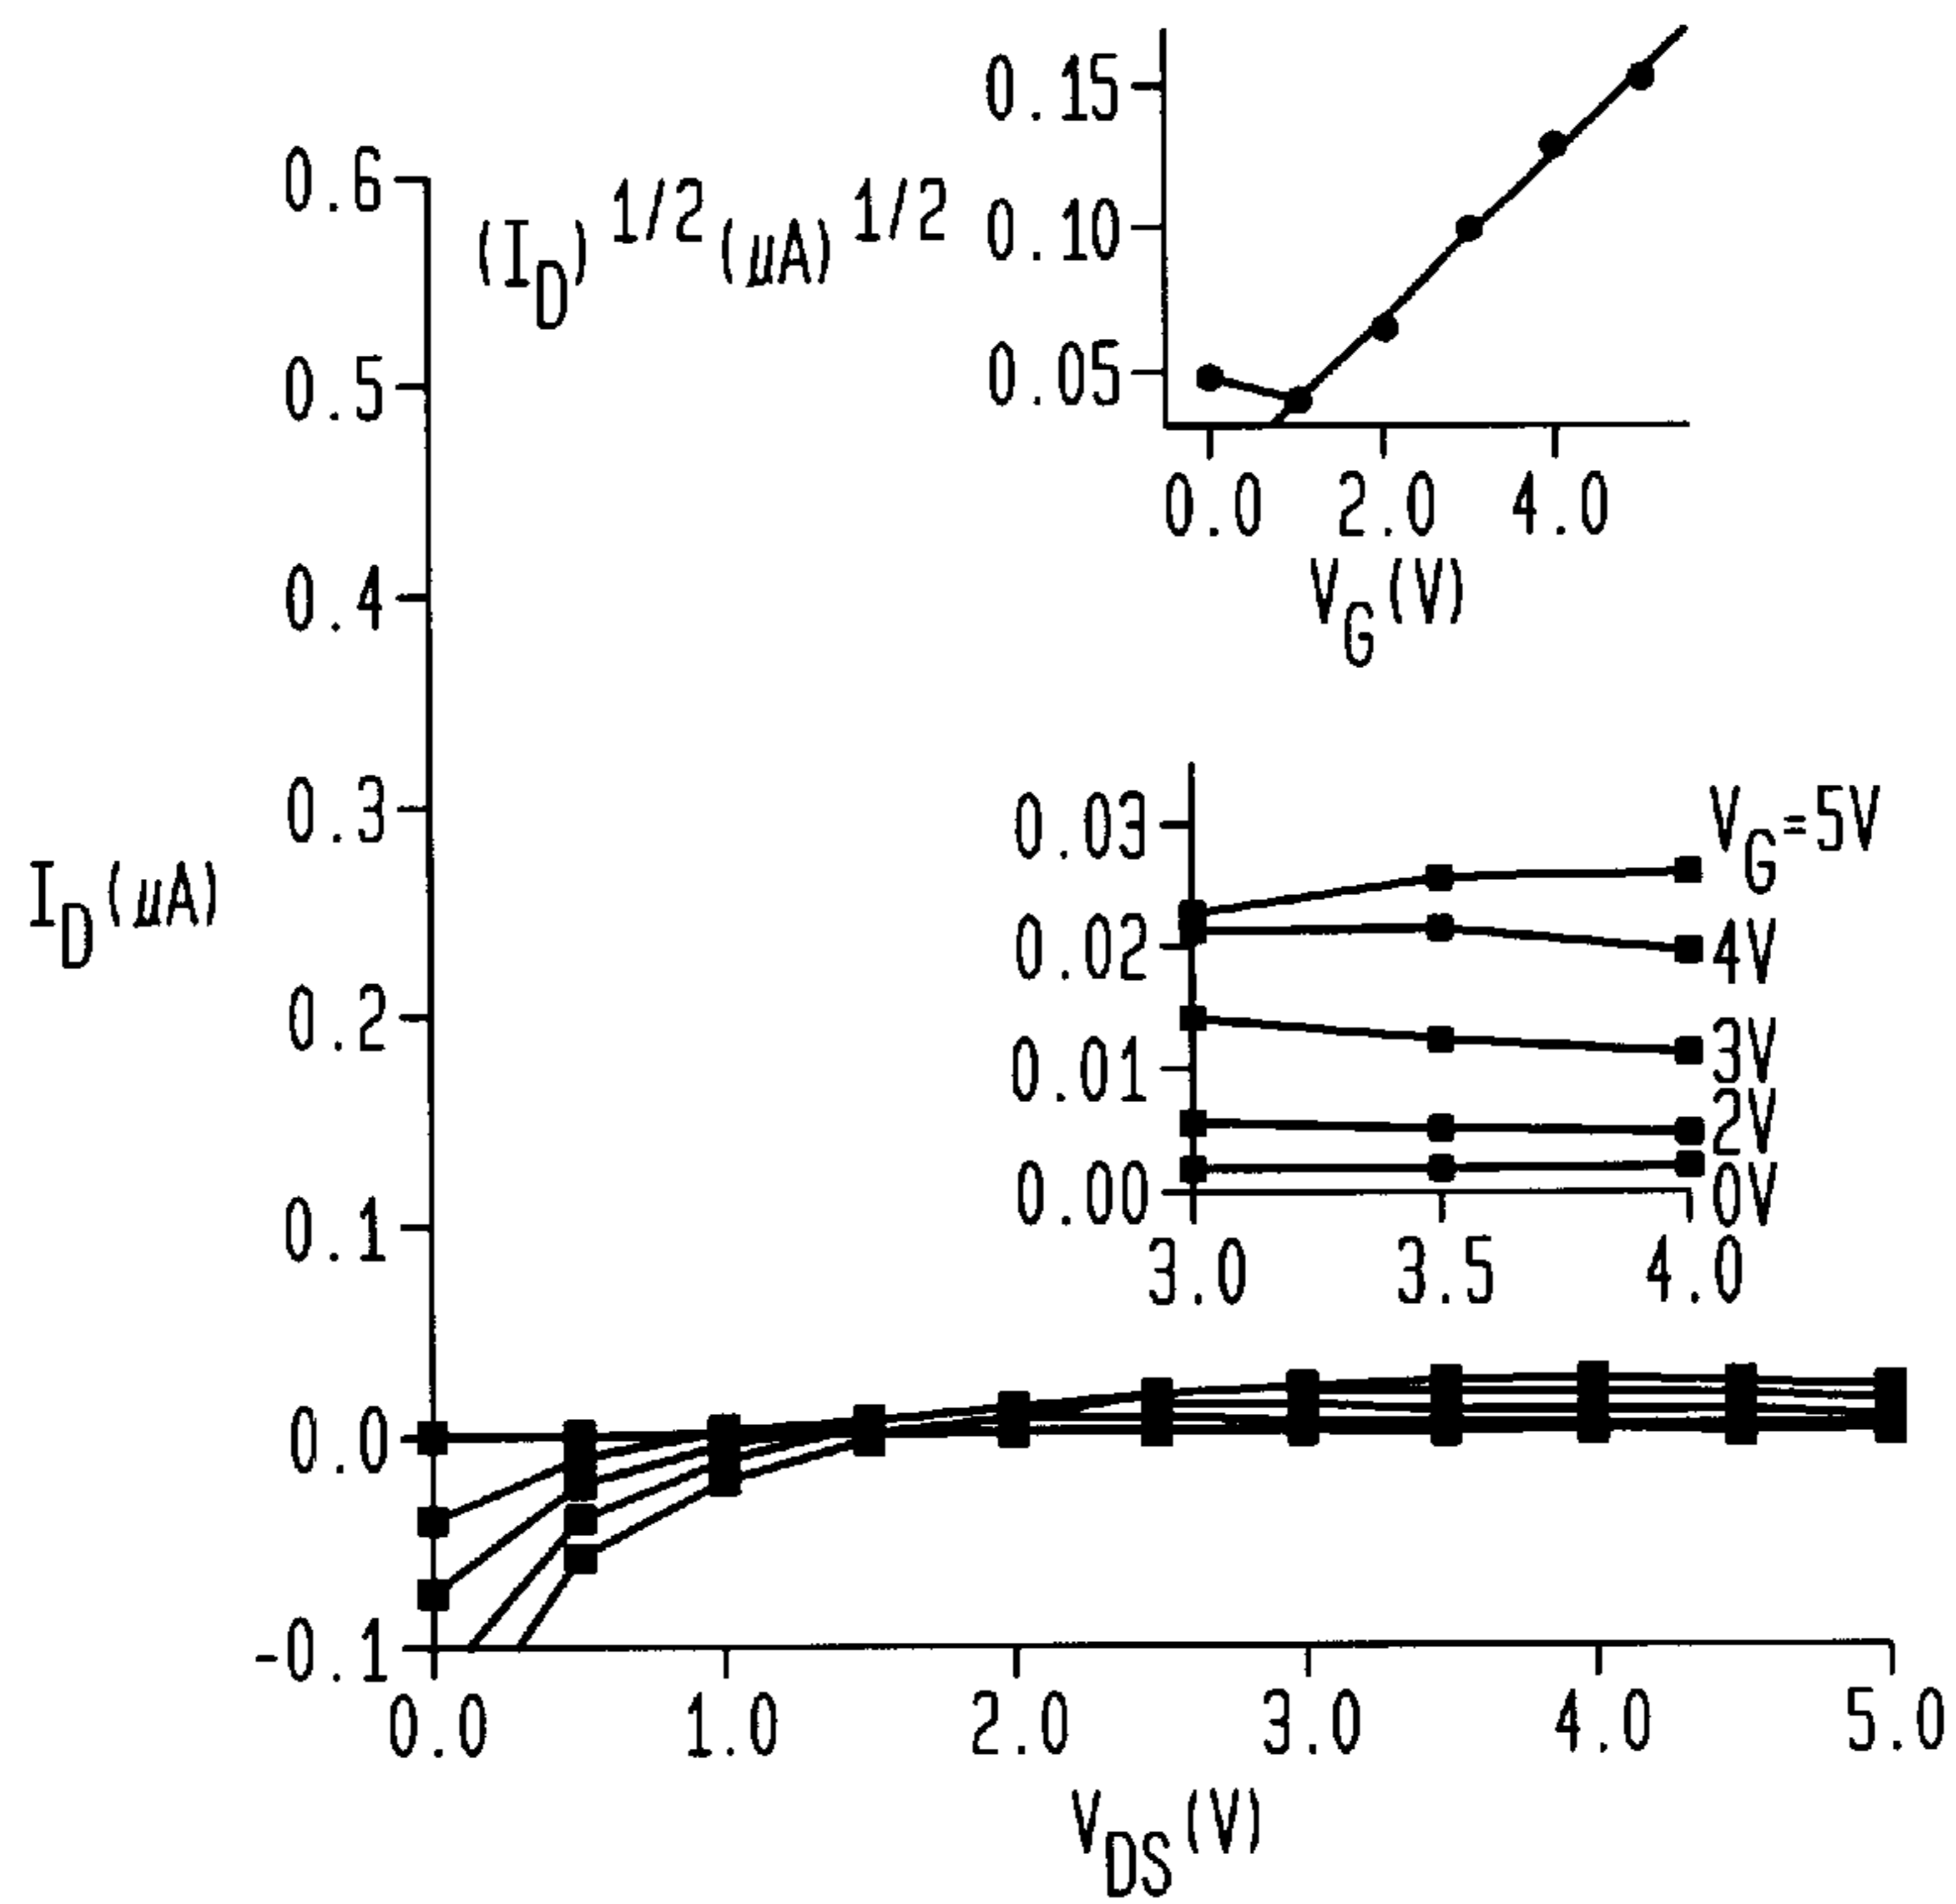 (I_D)^1/2 (μA)^1/2
0.15
0.10
0.05
0.0 2.0 4.0
V_G (V)
0.6
0.5
0.4
0.3
0.2
0.1
0.0
-0.1
I_D (μA)
0.03
0.02
0.01
0.00
V_G=5V
4V
3V
2V
0V
3.0 3.5 4.0
0.0 1.0 2.0 3.0 4.0 5.0
V_DS (V)